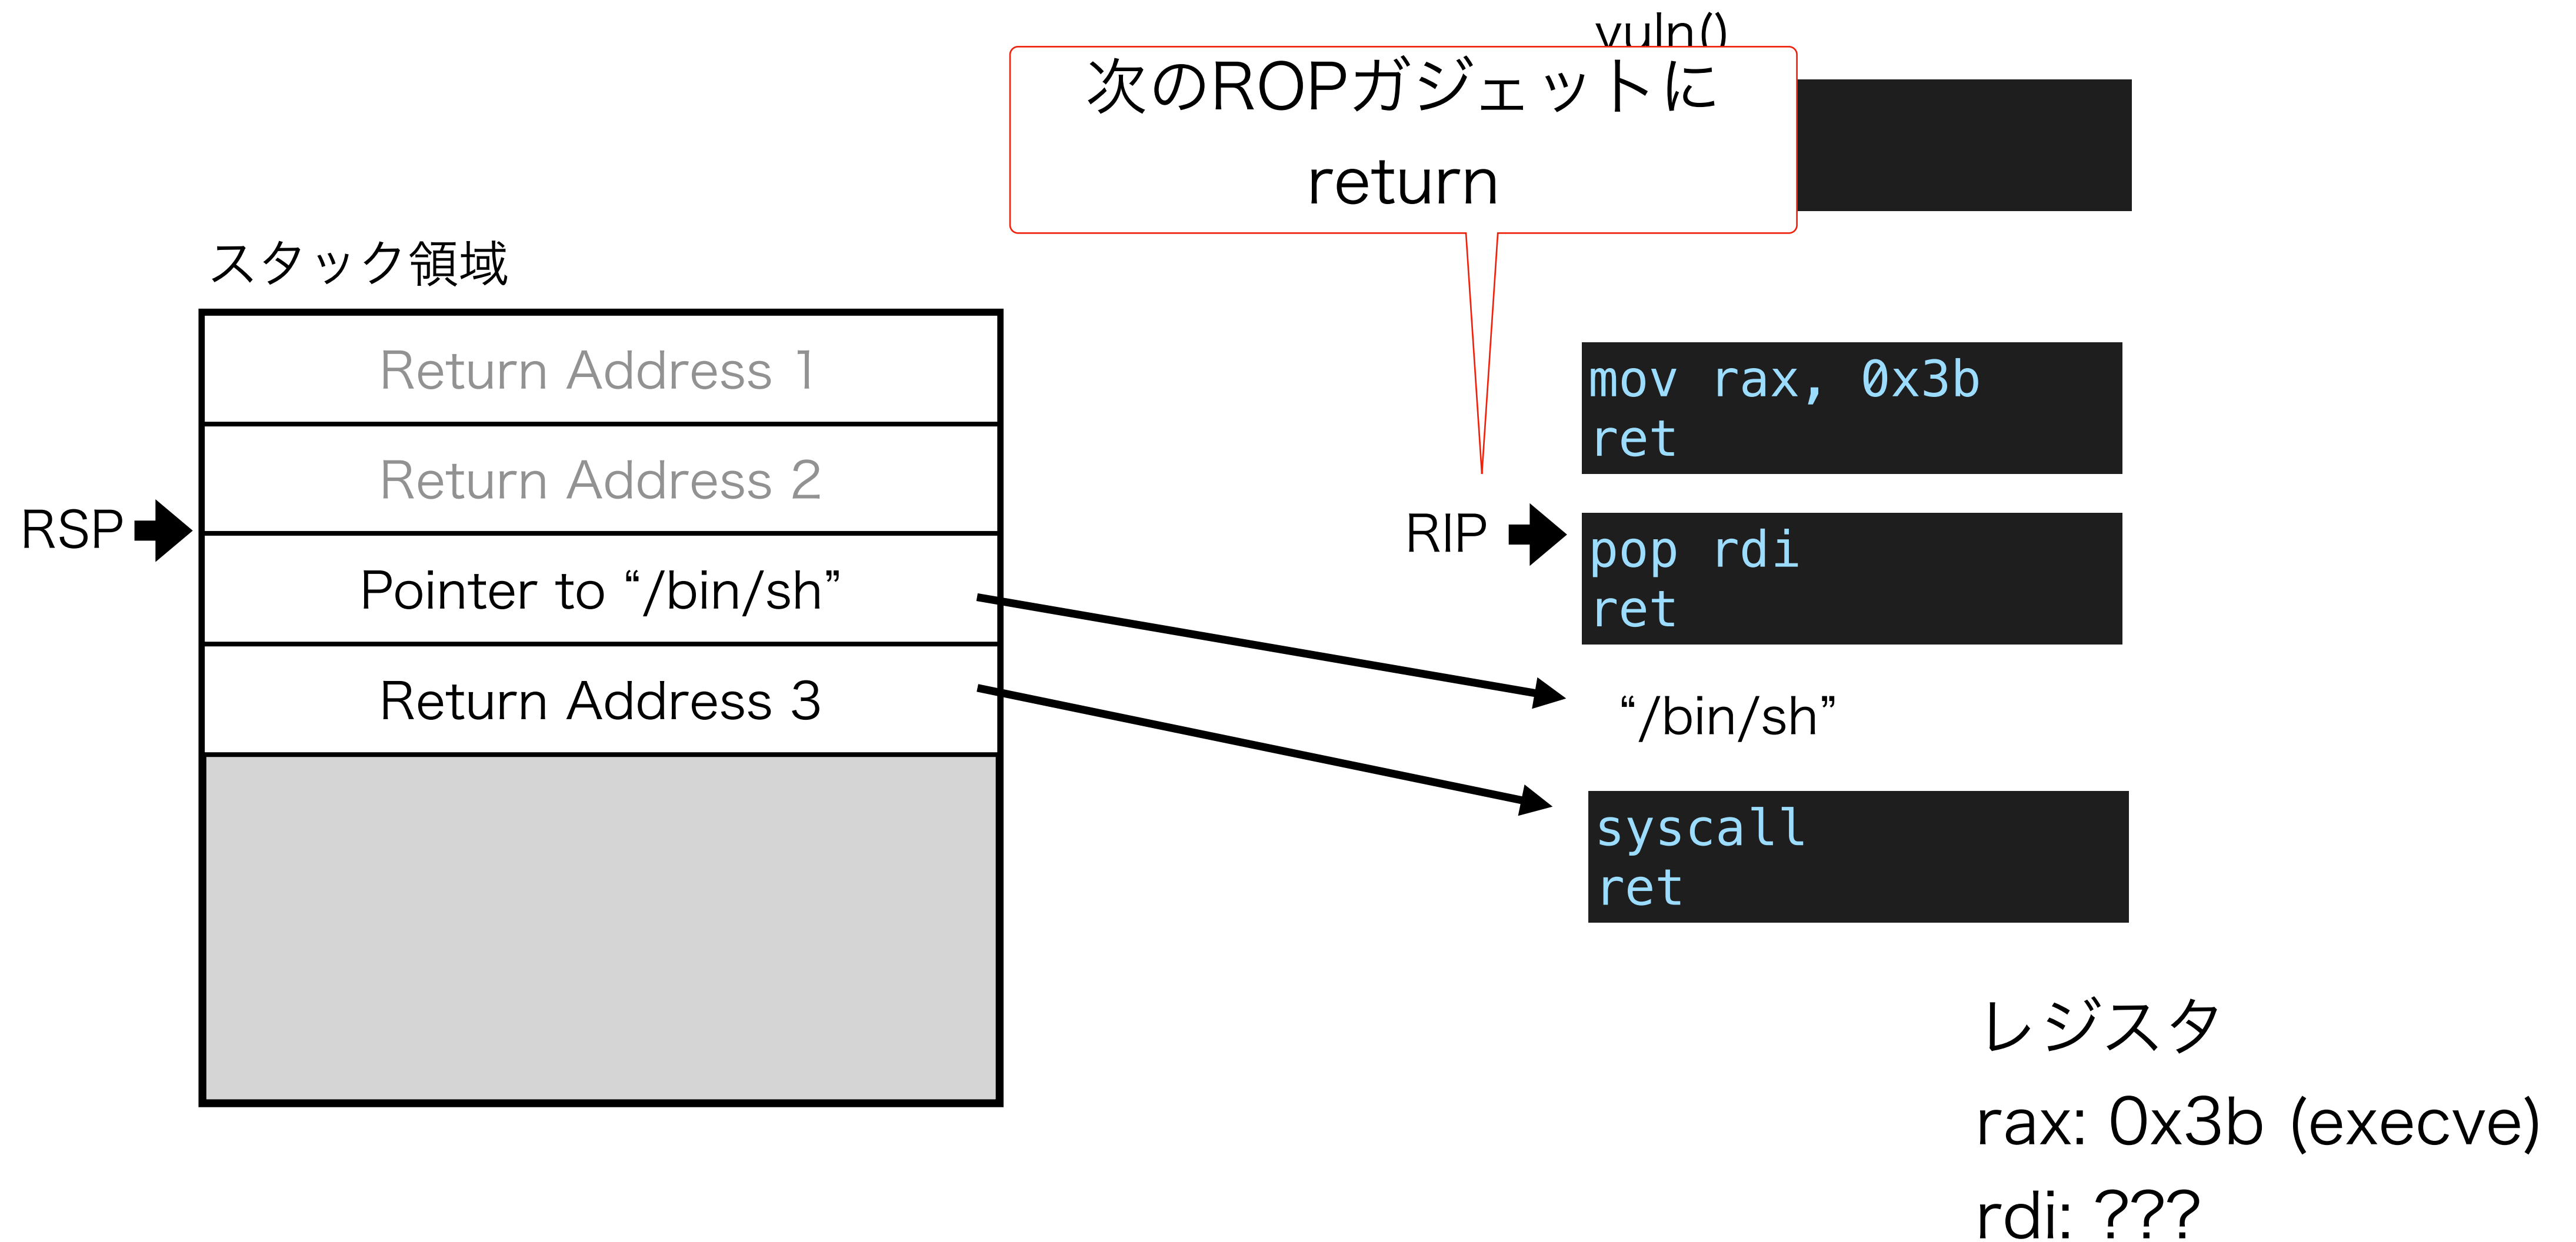 vuln()
次のROPガジェットに
return
スタック領域
Return Address 1
Return Address 2
RSP
Pointer to “/bin/sh”
Return Address 3
mov rax, 0x3b
ret
RIP
pop rdi
ret
“/bin/sh”
syscall
ret
レジスタ
rax: 0x3b (execve)
rdi: ???